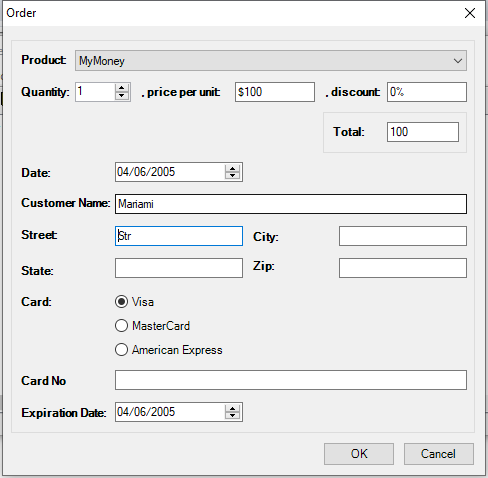 Order
Product: MyMoney
Quantity: 1 , price per unit: $100 , discount: 0%
Total: 100
Date: 04/06/2005
Customer Name: Mariami
Street: Str City:
State: Zip:
Card: Visa
MasterCard
American Express
Card No
Expiration Date: 04/06/2005
OK Cancel